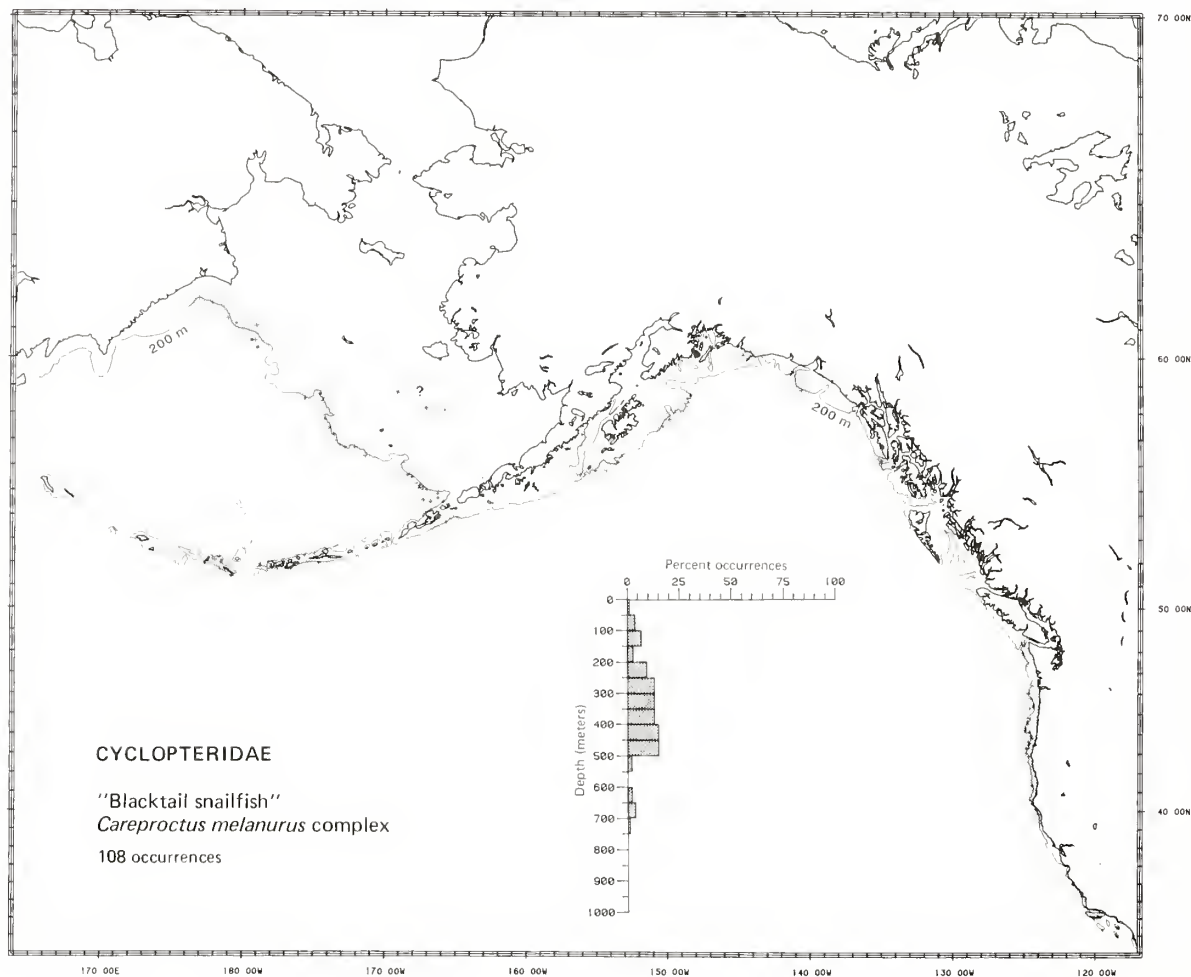 70 00N
200 m
60 00N
?
200 m
Percent occurrences
0 25 50 75 100
0
50 00N
100
200
300
400
500
600
700
800
900
1000
Depth (meters)
40 00N
CYCLOPTERIDAE
"Blacktail snailfish"
Careproctus melanurus complex
108 occurrences
170 00E 180 00W 170 00W 160 00W 150 00W 140 00W 130 00W 120 00W